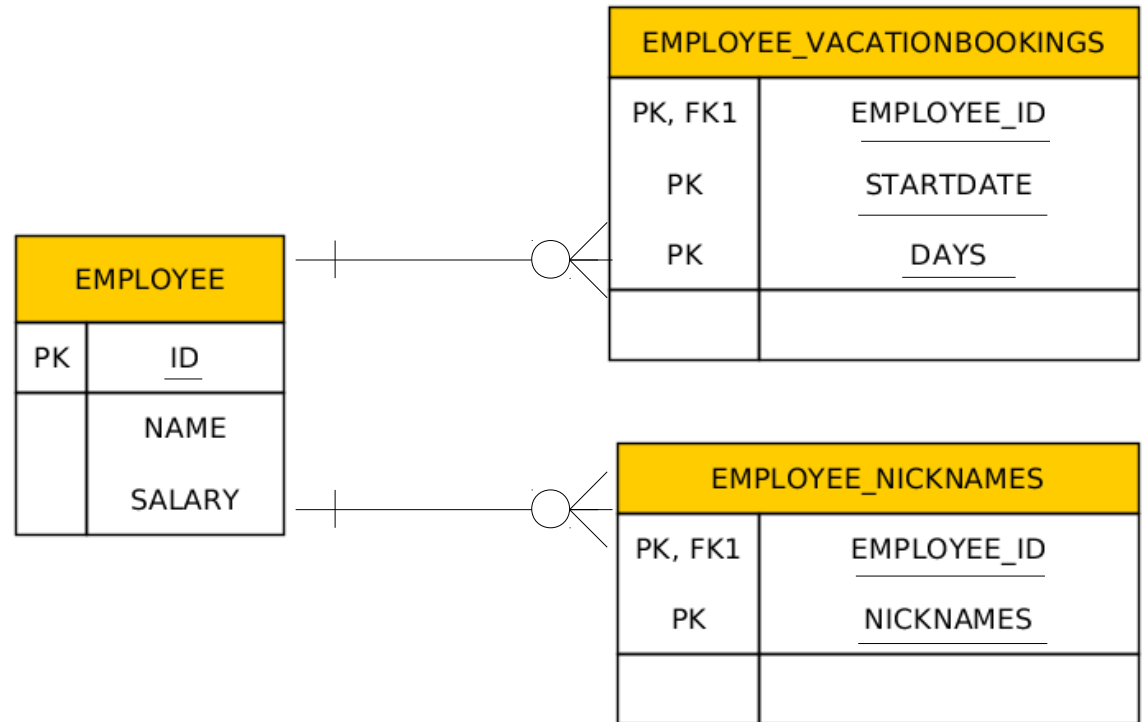 EMPLOYEE
PK ID
NAME
SALARY
EMPLOYEE_VACATIONBOOKINGS
PK, FK1 EMPLOYEE_ID
PK STARTDATE
PK DAYS
EMPLOYEE_NICKNAMES
PK, FK1 EMPLOYEE_ID
PK NICKNAMES